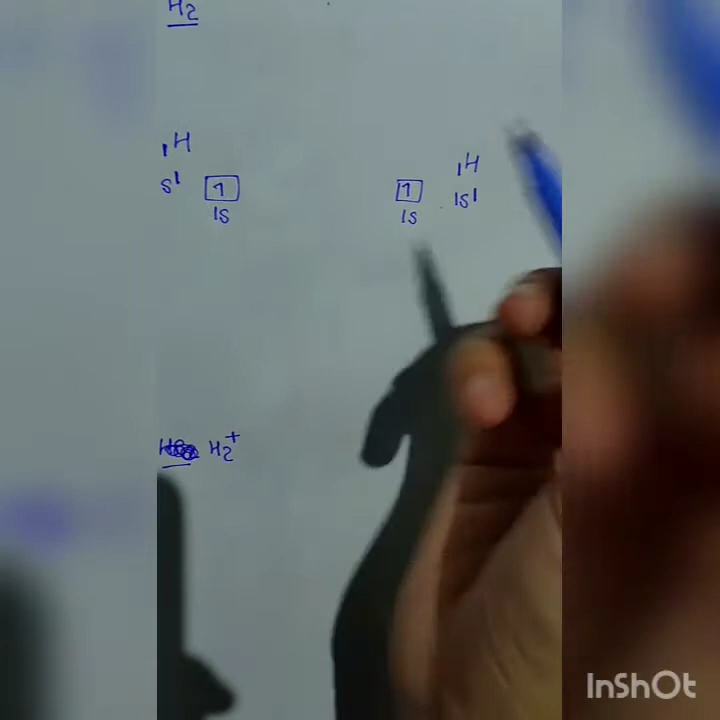 H2
1H 1H
s1 ↿ ↿ 1s1
1s 1s
H2+
InShOt